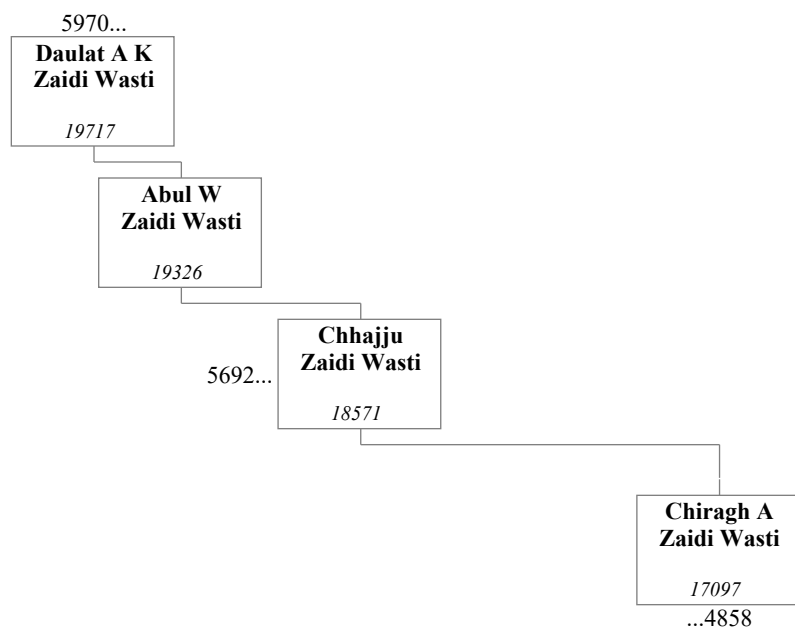 5970...
Daulat A K
Zaidi Wasti
19717
Abul W
Zaidi Wasti
19326
Chhajju
Zaidi Wasti
5692...
18571
Chiragh A
Zaidi Wasti
17097
...4858